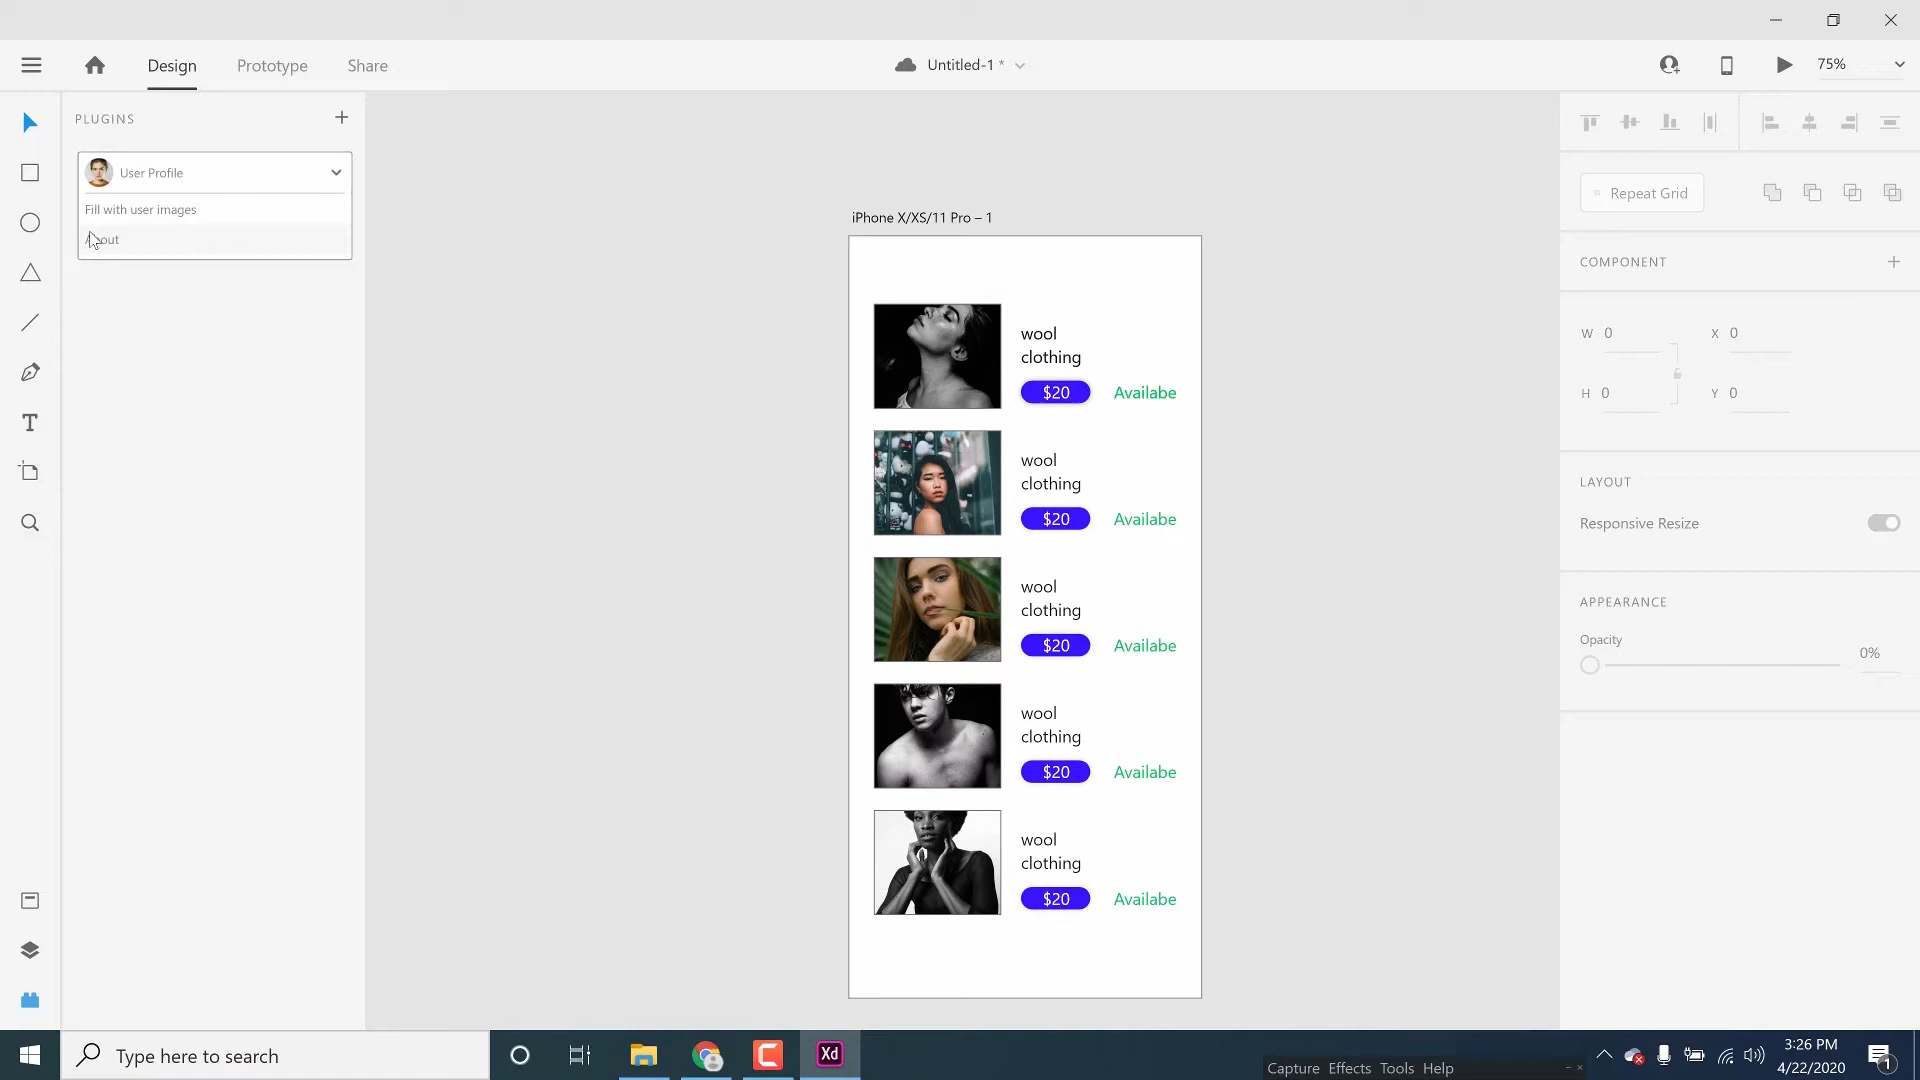 Design Prototype Share
Untitled-1 *
75%
PLUGINS
User Profile
Fill with user images
iPhone X/XS/11 Pro – 1
wool
clothing
$20 Availabe
wool
clothing
$20 Availabe
wool
clothing
$20 Availabe
wool
clothing
$20 Availabe
wool
clothing
$20 Availabe
Repeat Grid
COMPONENT
W 0 X 0
H 0 Y 0
LAYOUT
Responsive Resize
APPEARANCE
Opacity
0%
T
Type here to search
Xd
Capture Effects Tools Help
3:26 PM
4/22/2020
1